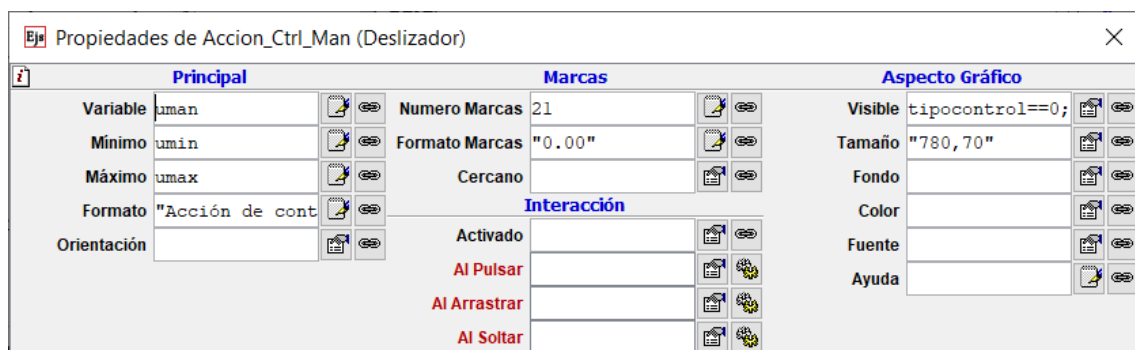 Ejs Propiedades de Accion_Ctrl_Man (Deslizador)
Principal
Variable uman
Mínimo umin
Máximo umax
Formato "Acción de cont
Orientación
Marcas
Numero Marcas 21
Formato Marcas "0.00"
Cercano
Interacción
Activado
Al Pulsar
Al Arrastrar
Al Soltar
Aspecto Gráfico
Visible tipocontrol==0;
Tamaño "780,70"
Fondo
Color
Fuente
Ayuda